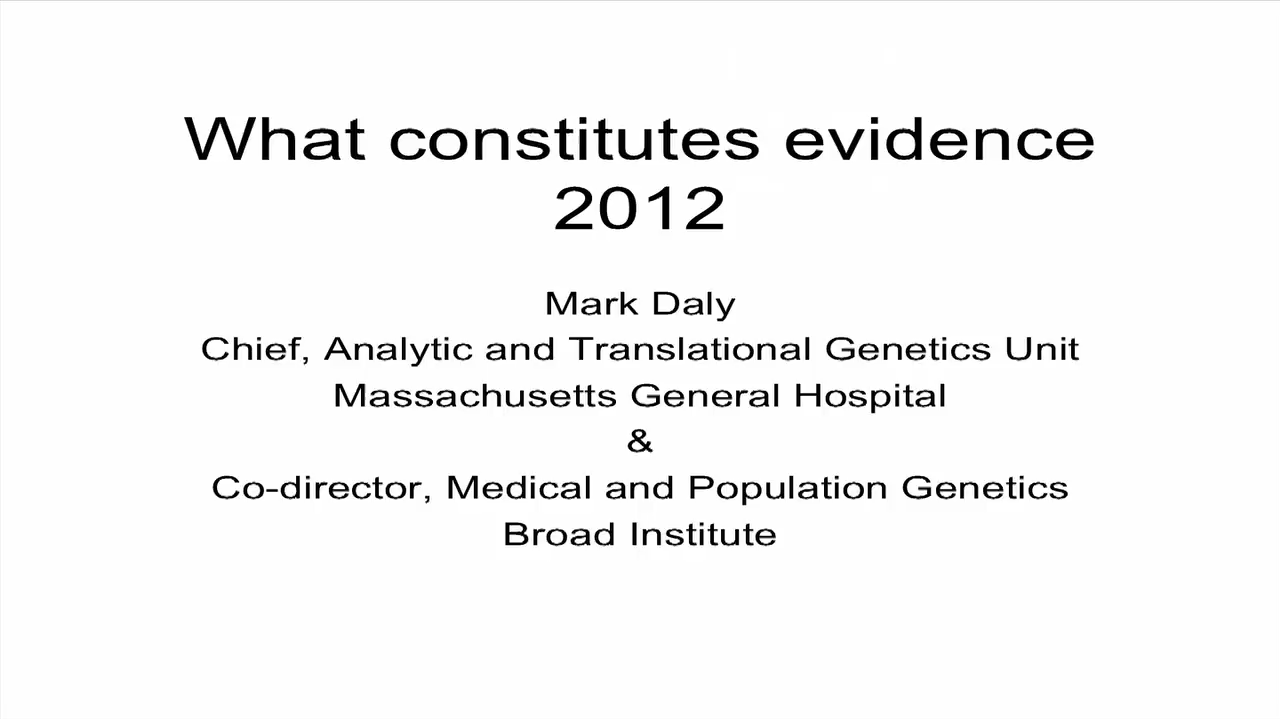 What constitutes evidence
2012
Mark Daly
Chief, Analytic and Translational Genetics Unit
Massachusetts General Hospital
&
Co-director, Medical and Population Genetics
Broad Institute